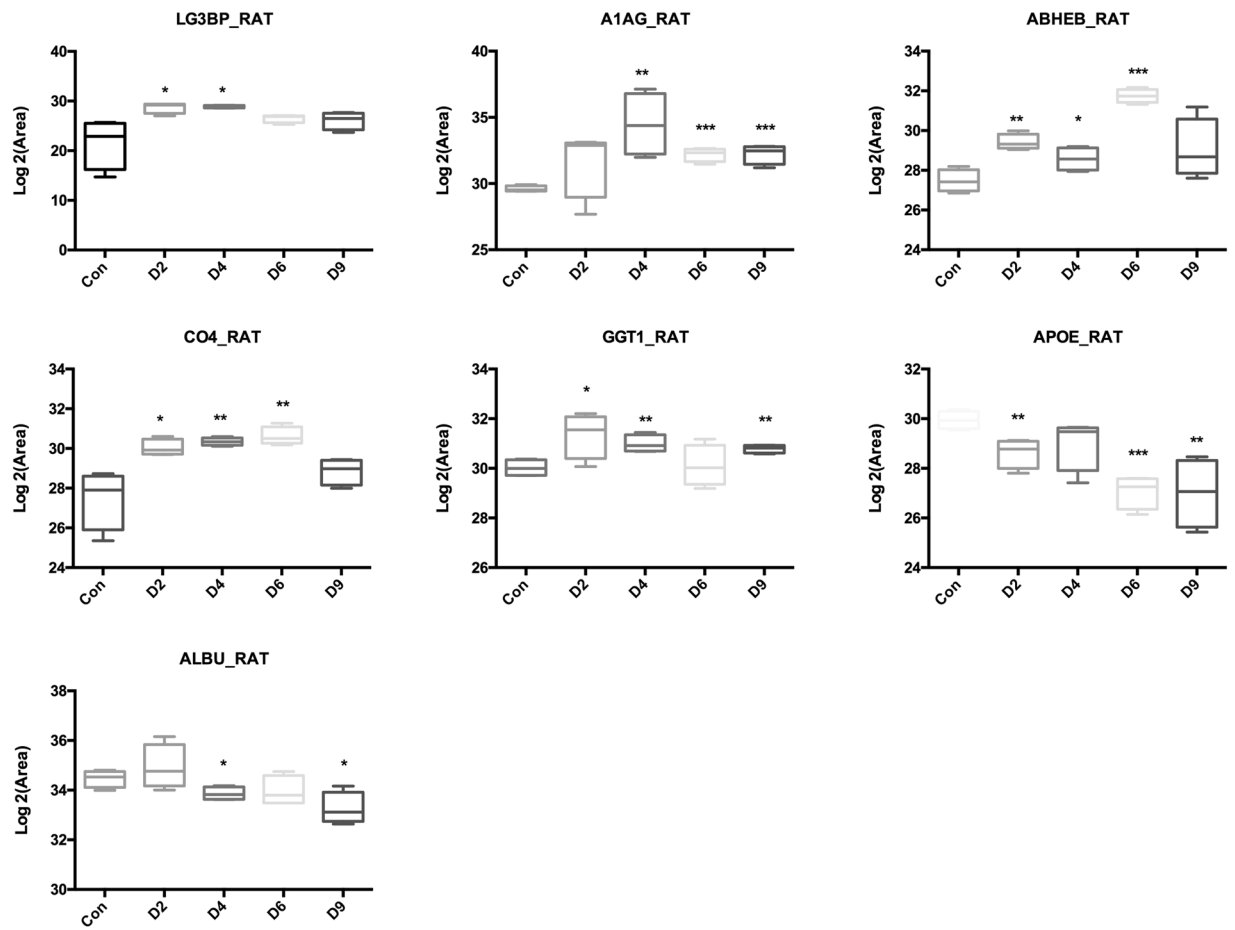 LG3BP_RAT
Log 2(Area)
40
30
20
10
0
*
*
Con
D2
D4
D6
D9
A1AG_RAT
Log 2(Area)
40
35
30
25
**
***
***
Con
D2
D4
D6
D9
ABHEB_RAT
Log 2(Area)
34
32
30
28
26
24
**
*
***
Con
D2
D4
D6
D9
CO4_RAT
Log 2(Area)
34
32
30
28
26
24
*
**
**
Con
D2
D4
D6
D9
GGT1_RAT
Log 2(Area)
34
32
30
28
26
*
**
**
Con
D2
D4
D6
D9
APOE_RAT
Log 2(Area)
32
30
28
26
24
**
***
**
Con
D2
D4
D6
D9
ALBU_RAT
Log 2(Area)
38
36
34
32
30
*
*
Con
D2
D4
D6
D9